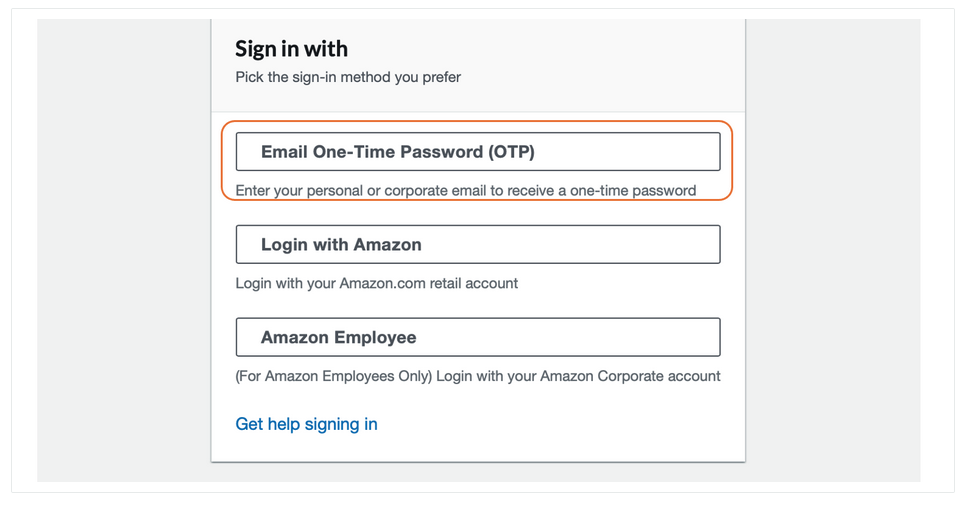 Sign in with
Pick the sign-in method you prefer
Email One-Time Password (OTP)
Enter your personal or corporate email to receive a one-time password
Login with Amazon
Login with your Amazon.com retail account
Amazon Employee
(For Amazon Employees Only) Login with your Amazon Corporate account
Get help signing in